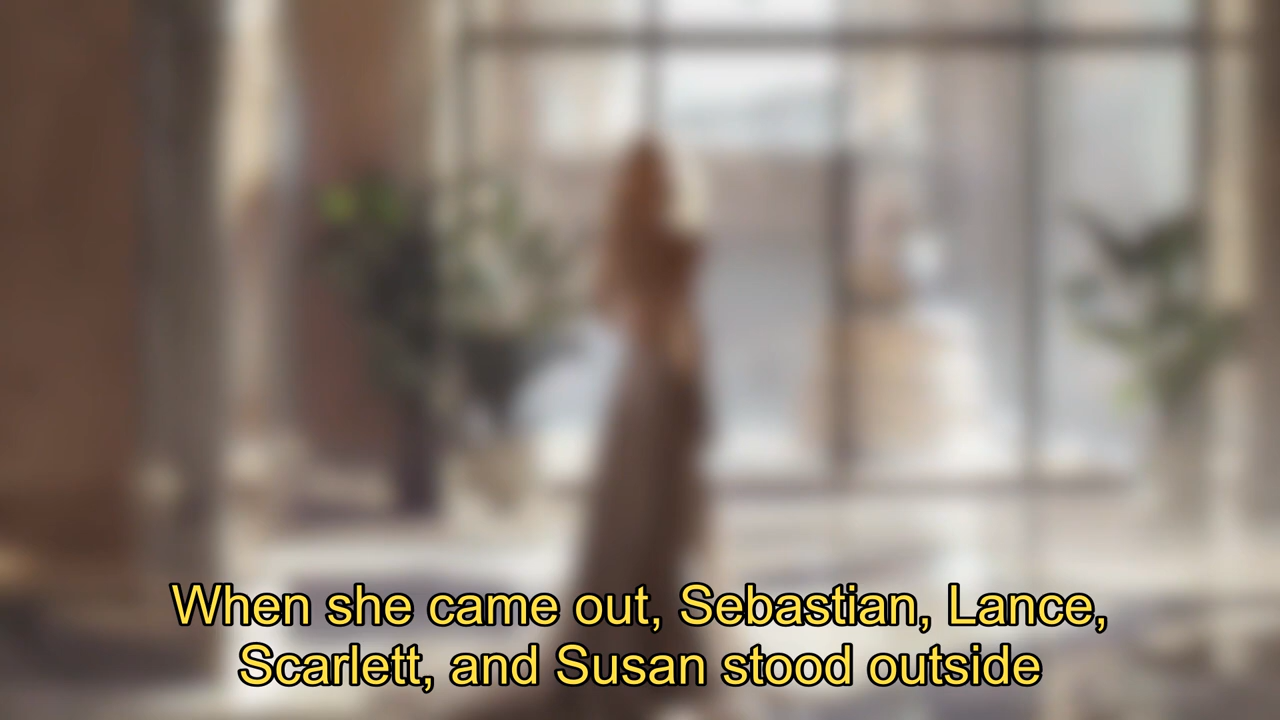 When she came out, Sebastian, Lance,
Scarlett, and Susan stood outside